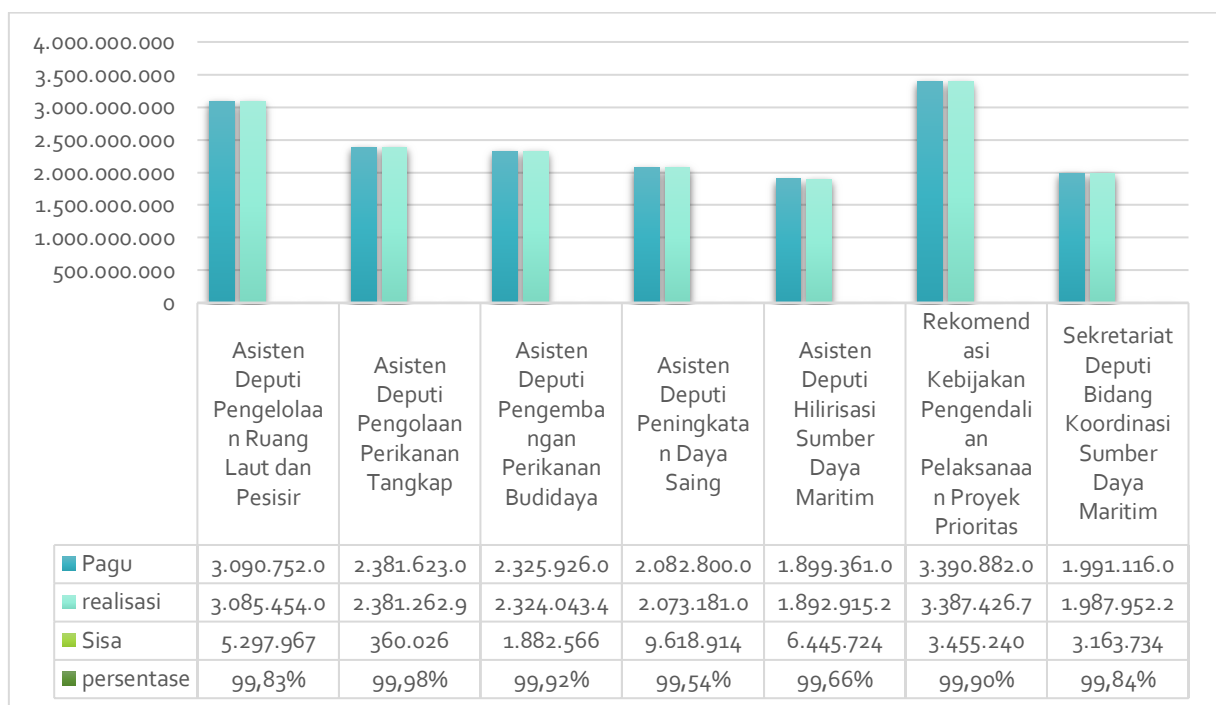 4.000.000.000
3.500.000.000
3.000.000.000
2.500.000.000
2.000.000.000
1.500.000.000
1.000.000.000
500.000.000
0
Asisten
Deputi
Pengelolaa
n Ruang
Laut dan
Pesisir
Asisten
Deputi
Pengolaan
Perikanan
Tangkap
Asisten
Deputi
Pengemba
ngan
Perikanan
Budidaya
Asisten
Deputi
Peningkata
n Daya
Saing
Asisten
Deputi
Hilirisasi
Sumber
Daya
Maritim
Rekomend
asi
Kebijakan
Pengendali
an
Pelaksanaa
n Proyek
Prioritas
Sekretariat
Deputi
Bidang
Koordinasi
Sumber
Daya
Maritim
Pagu 3.090.752.0 2.381.623.0 2.325.926.0 2.082.800.0 1.899.361.0 3.390.882.0 1.991.116.0
realisasi 3.085.454.0 2.381.262.9 2.324.043.4 2.073.181.0 1.892.915.2 3.387.426.7 1.987.952.2
Sisa 5.297.967 360.026 1.882.566 9.618.914 6.445.724 3.455.240 3.163.734
persentase 99,83% 99,98% 99,92% 99,54% 99,66% 99,90% 99,84%